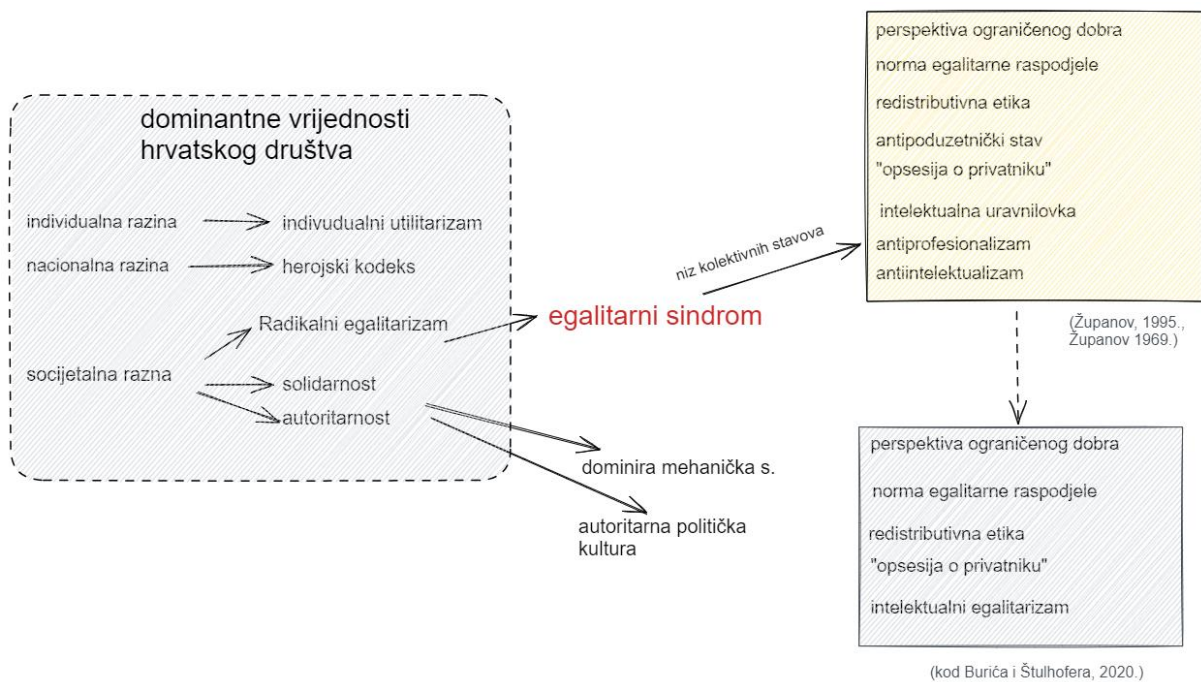 dominantne vrijednosti
hrvatskog društva
individualna razina
indivudualni utilitarizam
nacionalna razina
herojski kodeks
Radikalni egalitarizam
socijetalna razna
solidarnost
autoritarnost
egalitarni sindrom
dominira mehanička s.
autoritarna politička
kultura
niz kolektivnih stavova
perspektiva ograničenog dobra
norma egalitarne raspodjele
redistributivna etika
antipoduzetnički stav
"opsesija o privatniku"
intelektualna uravnilovka
antiprofesionalizam
antiintelektualizam
(Županov, 1995.,
Županov 1969.)
perspektiva ograničenog dobra
norma egalitarne raspodjele
redistributivna etika
"opsesija o privatniku"
intelektualni egalitarizam
(kod Burića i Štulhofera, 2020.)